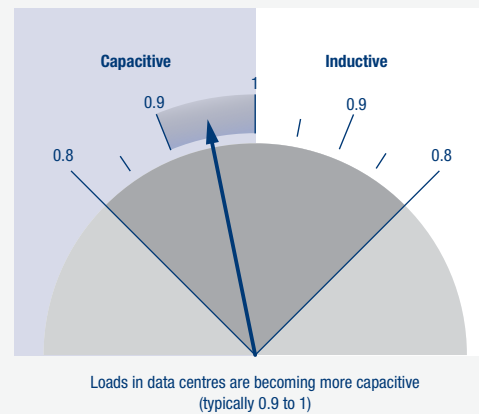 Capacitive
Inductive
1
0.9
0.9
0.8
0.8
Loads in data centres are becoming more capacitive
(typically 0.9 to 1)